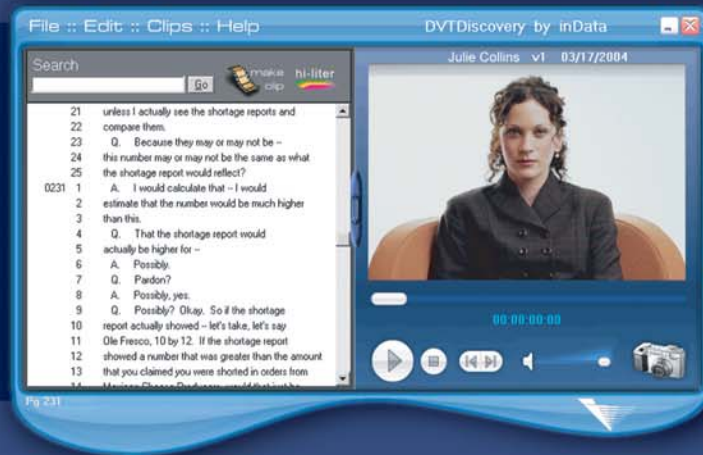 File :: Edit :: Clips :: Help
DVTDiscovery by inData
Search
Go
make clip
hi-liter
Julie Collins v1 03/17/2004
21 unless I actually see the shortage reports and
22 compare them.
23 Q. Because they may or may not be –
24 this number may or may not be the same as what
25 the shortage report would reflect?
0231 1 A. I would calculate that – I would
2 estimate that the number would be much higher
3 than this.
4 Q. That the shortage report would
5 actually be higher for –
6 A. Possibly.
7 Q. Pardon?
8 A. Possibly, yes.
9 Q. Possibly? Okay. So if the shortage
10 report actually showed – let's take, let's say
11 Ole Fresco, 10 by 12. If the shortage report
12 showed a number that was greater than the amount
13 that you claimed you were shorted in orders from
00:00:00:00
Pg 231